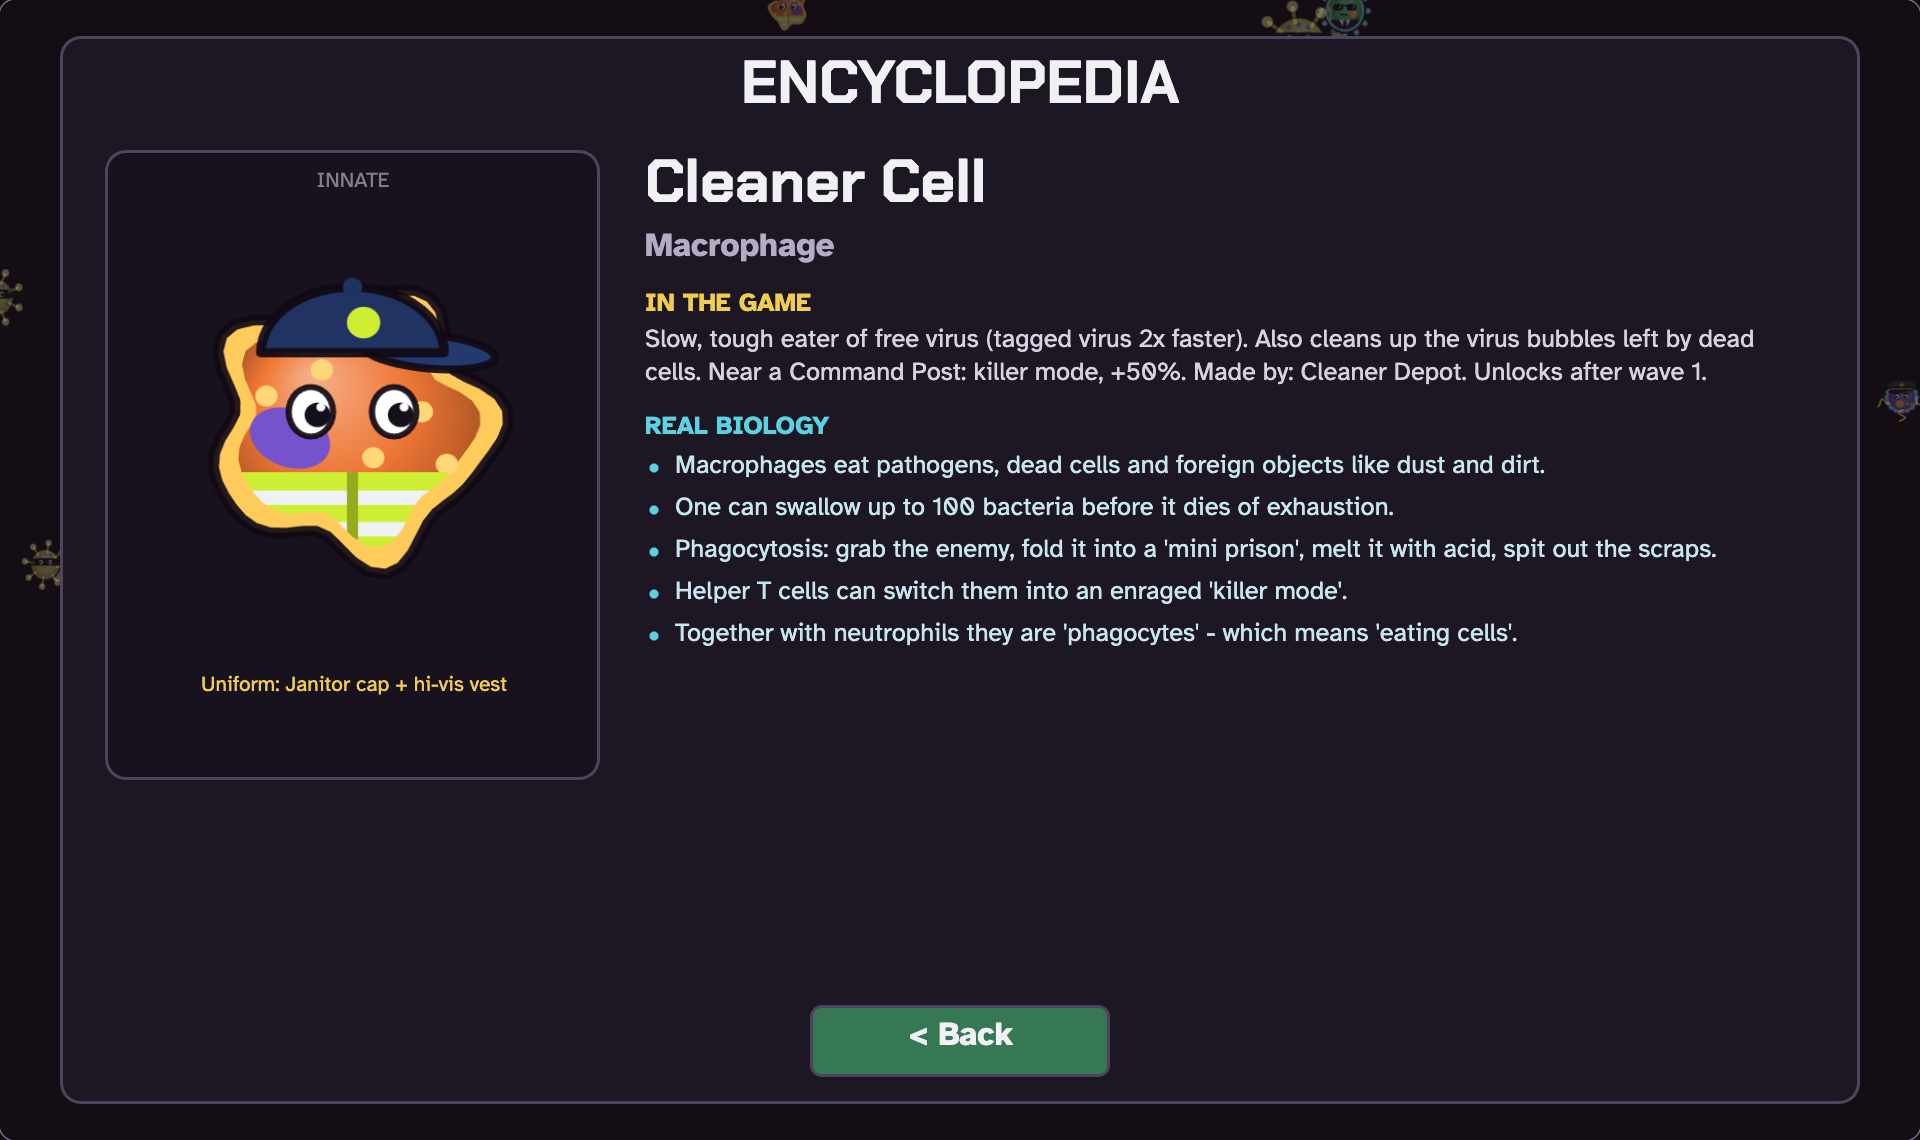 ENCYCLOPEDIA
INNATE
Uniform: Janitor cap + hi-vis vest
Cleaner Cell
Macrophage
IN THE GAME
Slow, tough eater of free virus (tagged virus 2x faster). Also cleans up the virus bubbles left by dead
cells. Near a Command Post: killer mode, +50%. Made by: Cleaner Depot. Unlocks after wave 1.
REAL BIOLOGY
• Macrophages eat pathogens, dead cells and foreign objects like dust and dirt.
• One can swallow up to 100 bacteria before it dies of exhaustion.
• Phagocytosis: grab the enemy, fold it into a 'mini prison', melt it with acid, spit out the scraps.
• Helper T cells can switch them into an enraged 'killer mode'.
• Together with neutrophils they are 'phagocytes' - which means 'eating cells'.
< Back